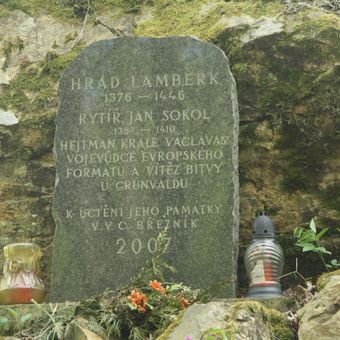 HRAD LAMBERK
1376 — 1446
RYTÍŘ JAN SOKOL
1357 — 1410
HEJTMAN KRÁLE VÁCLAVA IV
VOJEVŮDCE EVROPSKÉHO
FORMÁTU A VÍTĚZ BITVY
U GRUNVALDU
K UCTĚNÍ JEHO PAMÁTKY
V.V.C. BŘEZNÍK
2007